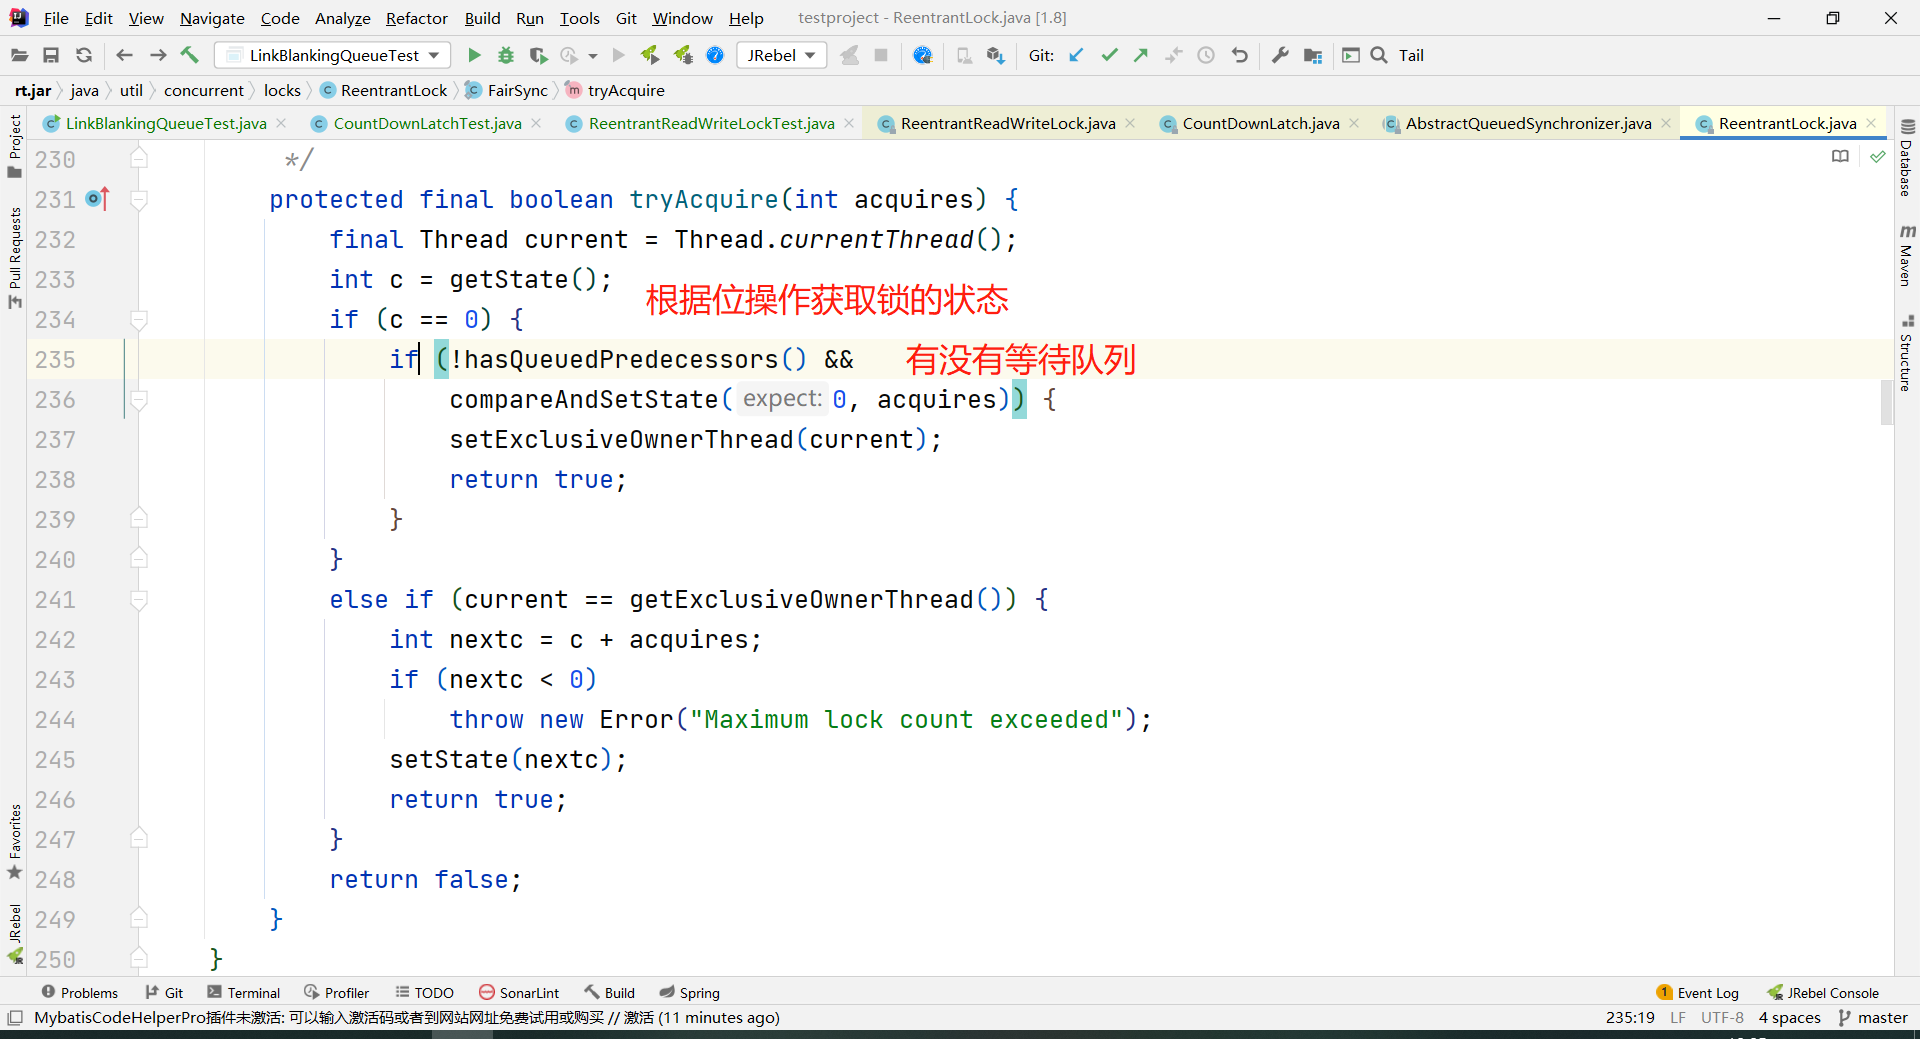 File Edit View Navigate Code Analyze Refactor Build Run Tools Git Window Help testproject - ReentrantLock.java [1.8]
LinkBlankingQueueTest JRebel Git: Tail
rt.jar java util concurrent locks ReentrantLock FairSync tryAcquire
LinkBlankingQueueTest.java CountDownLatchTest.java ReentrantReadWriteLockTest.java ReentrantReadWriteLock.java CountDownLatch.java AbstractQueuedSynchronizer.java ReentrantLock.java
Project
Pull Requests
Favorites
JRebel
230 */
231 protected final boolean tryAcquire(int acquires) {
232 final Thread current = Thread.currentThread();
233 int c = getState();
根据位操作获取锁的状态
234 if (c == 0) {
235 if (!hasQueuedPredecessors() && 有没有等待队列
236 compareAndSetState( expect: 0, acquires)) {
237 setExclusiveOwnerThread(current);
238 return true;
239 }
240 }
241 else if (current == getExclusiveOwnerThread()) {
242 int nextc = c + acquires;
243 if (nextc < 0)
244 throw new Error("Maximum lock count exceeded");
245 setState(nextc);
246 return true;
247 }
248 return false;
249 }
250 }
Database
Maven
Structure
Problems Git Terminal Profiler TODO SonarLint Build Spring 1 Event Log JRebel Console
MybatisCodeHelperPro插件未激活: 可以输入激活码或者到网站网址免费试用或购买 // 激活 (11 minutes ago) 235:19 LF UTF-8 4 spaces master